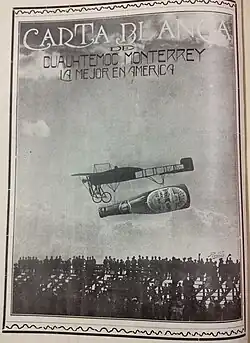 CARTA BLANCA
DE
CUAUHTEMOC MONTERREY
LA MEJOR EN AMERICA